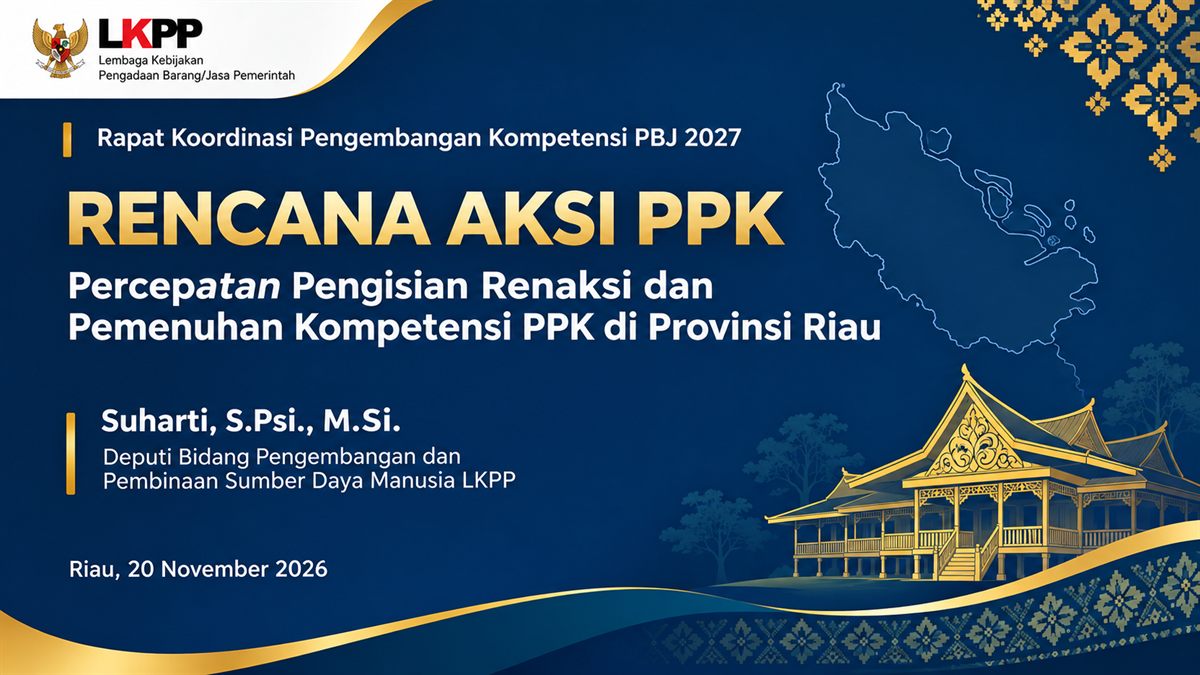 LKPP
Lembaga Kebijakan
Pengadaan Barang/Jasa Pemerintah
Rapat Koordinasi Pengembangan Kompetensi PBJ 2027
RENCANA AKSI PPK
Percepatan Pengisian Renaksi dan
Pemenuhan Kompetensi PPK di Provinsi Riau
Suharti, S.Psi., M.Si.
Deputi Bidang Pengembangan dan
Pembinaan Sumber Daya Manusia LKPP
Riau, 20 November 2026